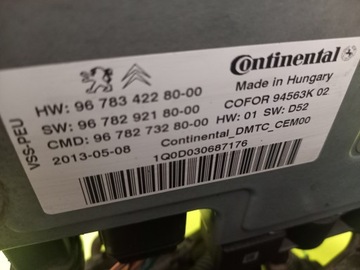 Continental
Made in Hungary
HW: 96 783 422 80-00
COFOR 94563K 02
SW: 96 782 921 80-00
HW: 01 SW: D52
CMD: 96 782 732 80-00
Continental_DMTC_CEM00
2013-05-08
1Q0D030687176
VSS-PEU